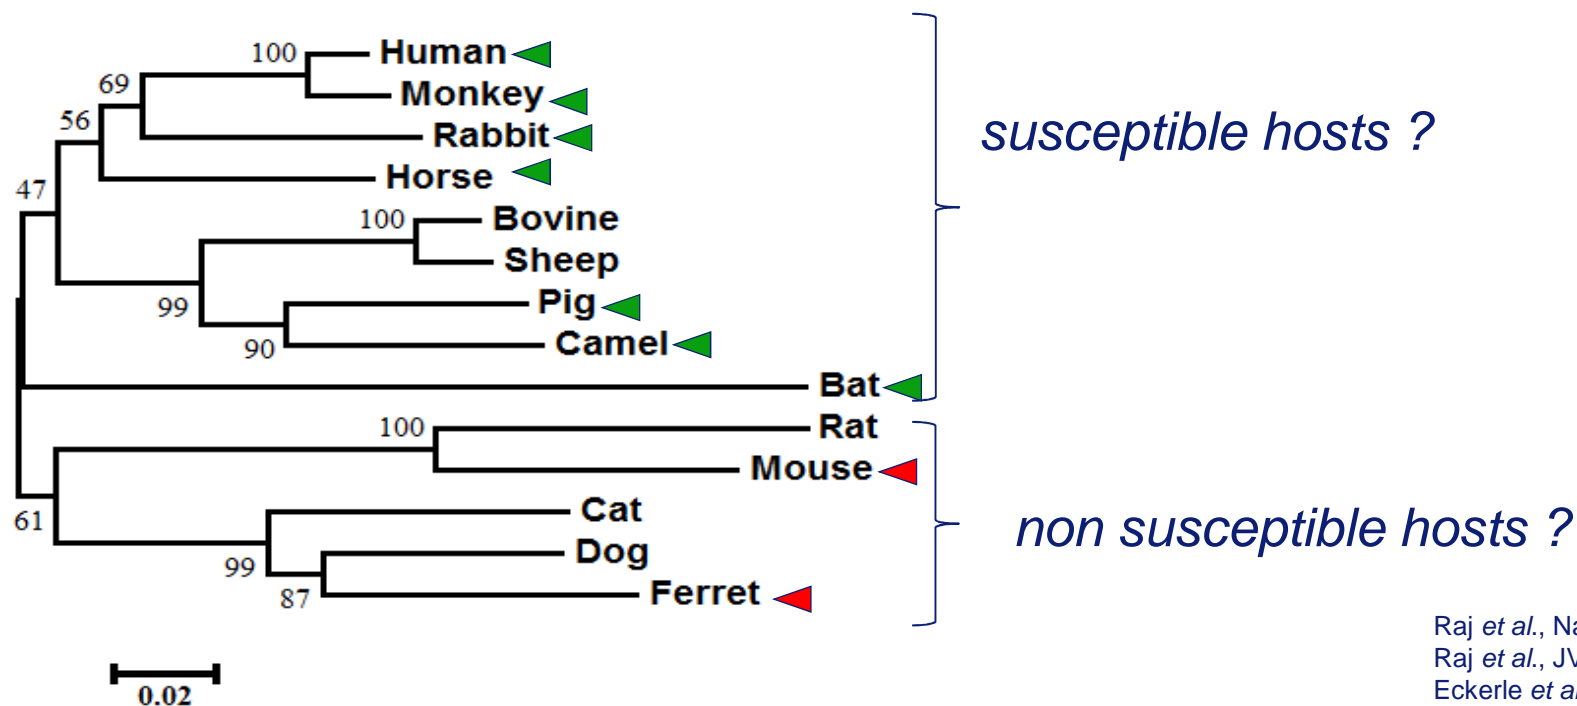 100
Human
69
Monkey
56
Rabbit
Horse
47
100
Bovine
Sheep
99
Pig
90
Camel
Bat
100
Rat
Mouse
61
Cat
99
Dog
87
Ferret
0.02
susceptible hosts ?
non susceptible hosts ?
Raj et al.,
Raj et al.,
Eckerle et